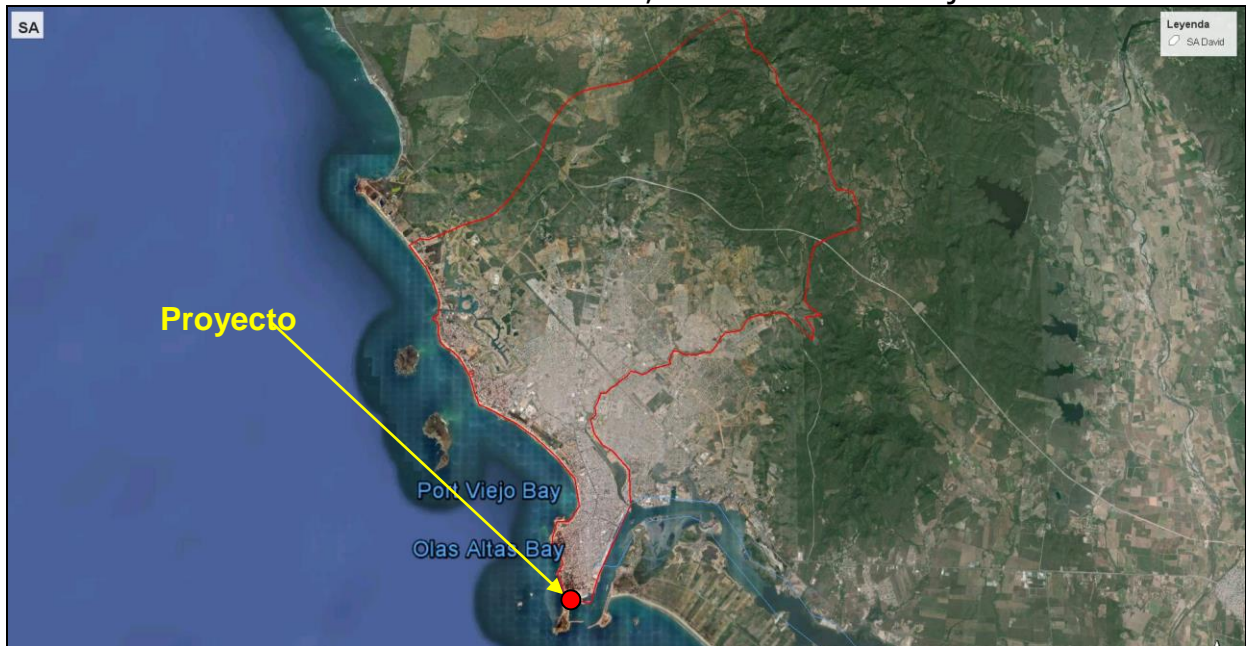 SA
Leyenda
SA David
Proyecto
Port Viejo Bay
Olas Altas Bay